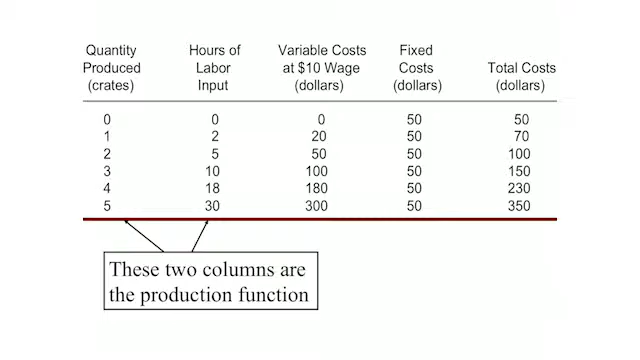 Quantity Hours of Variable Costs Fixed
Produced Labor at $10 Wage Costs Total Costs
(crates) Input (dollars) (dollars) (dollars)
0 0 0 50 50
1 2 20 50 70
2 5 50 50 100
3 10 100 50 150
4 18 180 50 230
5 30 300 50 350
These two columns are
the production function